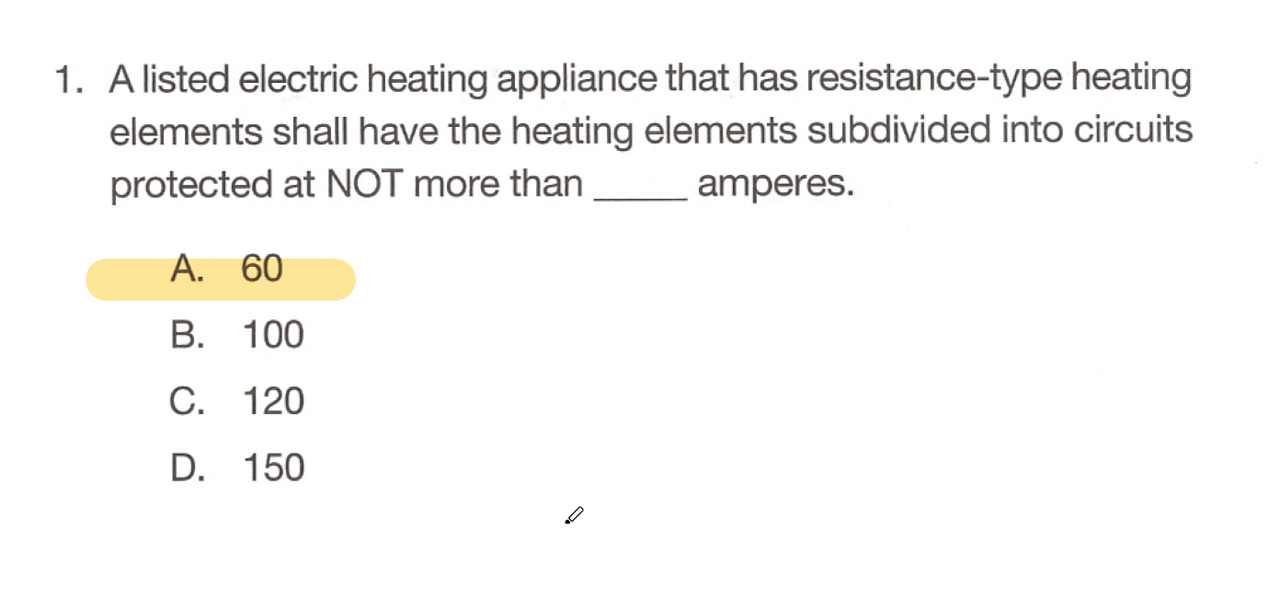 1. A listed electric heating appliance that has resistance-type heating
elements shall have the heating elements subdivided into circuits
protected at NOT more than _____ amperes.
A. 60
B. 100
C. 120
D. 150